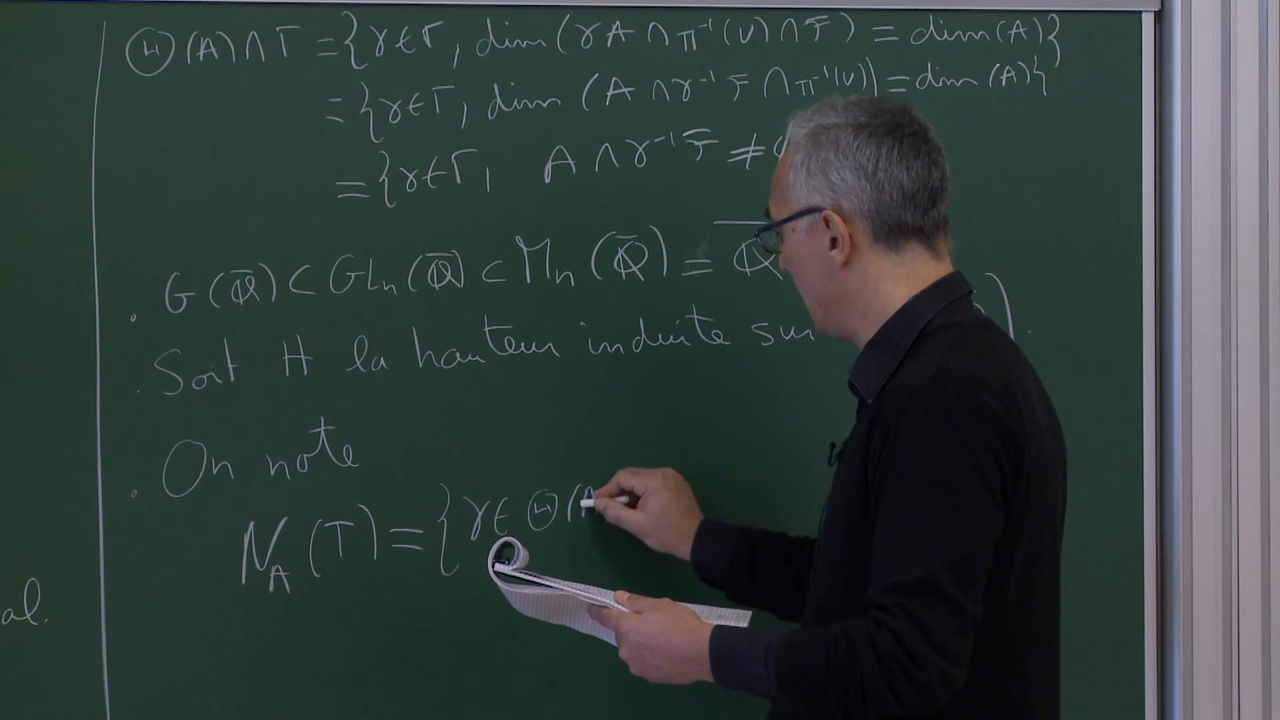 Θ(A)∩Γ = {γ∈Γ, dim(γA ∩ π⁻¹(V) ∩ F̄) = dim(A)}
= {γ∈Γ, dim(A ∩ γ⁻¹F̄ ∩ π⁻¹(V)) = dim(A)}
= {γ∈Γ, A ∩ γ⁻¹F̄ ≠
. G(Q̄) ⊂ GLn(Q̄) ⊂ Mn(Q̄) = Q̄
. Soit H la hauteur induite sur ).
. On note
N_A(T) = {γ∈ Θ(A
al.